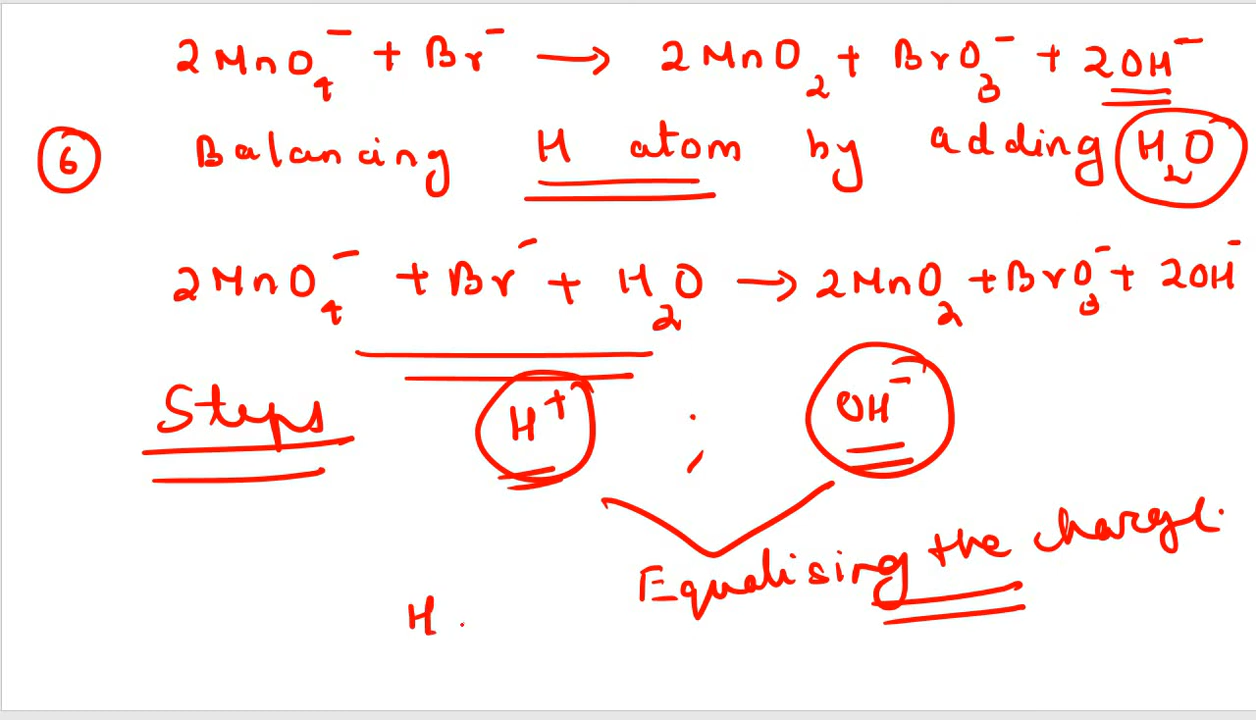 2MnO₄⁻ + Br⁻ → 2MnO₂ + BrO₃⁻ + 2OH⁻
⑥ Balancing H atom by adding H₂O
2MnO₄⁻ + Br⁻ + H₂O → 2MnO₂ + BrO₃⁻ + 2OH⁻
Steps H⁺ ; OH⁻
Equalising the charge.
H.